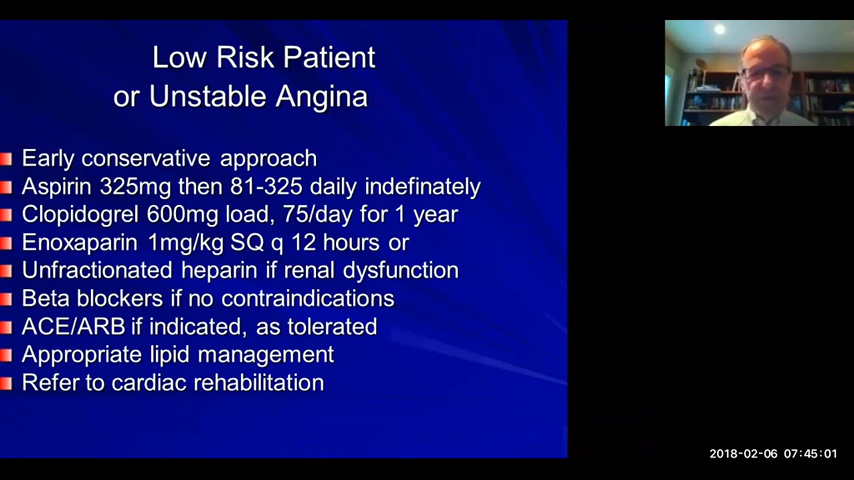 Low Risk Patient
or Unstable Angina
Early conservative approach
Aspirin 325mg then 81-325 daily indefinately
Clopidogrel 600mg load, 75/day for 1 year
Enoxaparin 1mg/kg SQ q 12 hours or
Unfractionated heparin if renal dysfunction
Beta blockers if no contraindications
ACE/ARB if indicated, as tolerated
Appropriate lipid management
Refer to cardiac rehabilitation
2018-02-06 07:45:01